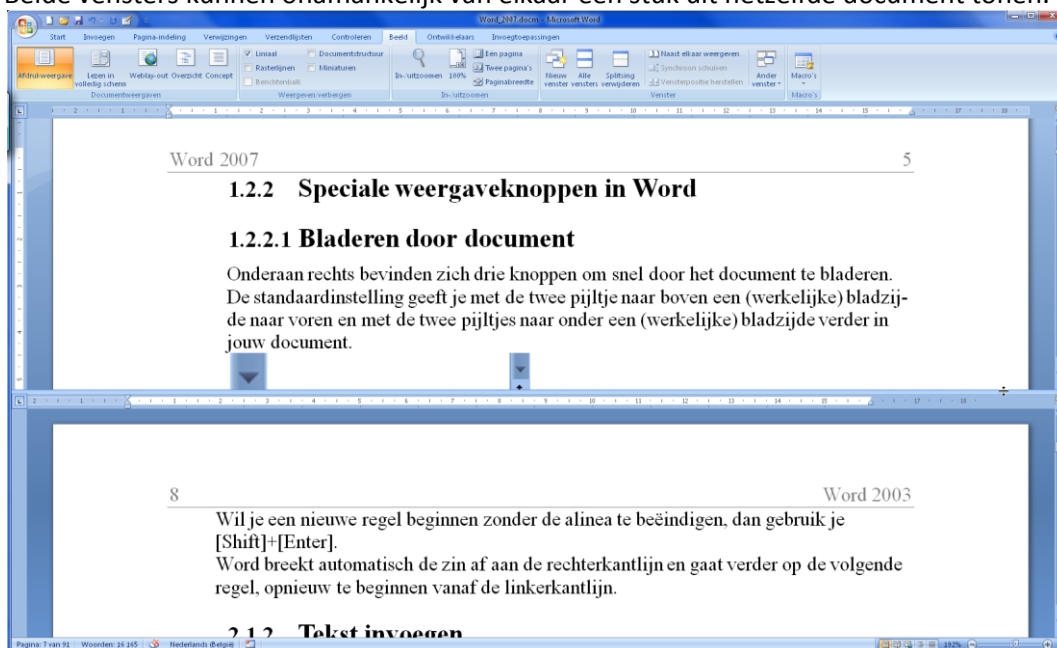 Beide vensters kunnen onafhankelijk van elkaar een stuk uit hetzelfde document tonen.
Word_2007.docm - Microsoft Word
Start Invoegen Pagina-indeling Verwijzingen Verzendlijsten Controleren Beeld Ontwikkelaars Invoegtoepassingen
Afdrukweergave Lezen in volledig scherm Weblay-out Overzicht Concept
Documentweergaven
Liniaal Documentstructuur
Rasterlijnen Miniaturen
Berichtenbalk
Weergeven/verbergen
In-/uitzoomen 100%
Eén pagina
Twee pagina's
Paginabreedte
In-/uitzoomen
Nieuw venster Alle vensters Splitsing verwijderen
Naast elkaar weergeven
Synchroon schuiven
Vensterpositie herstellen
Ander venster
Venster
Macro's
Macro's
Word 2007 5
1.2.2 Speciale weergaveknoppen in Word
1.2.2.1 Bladeren door document
Onderaan rechts bevinden zich drie knoppen om snel door het document te bladeren.
De standaardinstelling geeft je met de twee pijltje naar boven een (werkelijke) bladzij-
de naar voren en met de twee pijltjes naar onder een (werkelijke) bladzijde verder in
jouw document.
8 Word 2003
Wil je een nieuwe regel beginnen zonder de alinea te beëindigen, dan gebruik je
[Shift]+[Enter].
Word breekt automatisch de zin af aan de rechterkantlijn en gaat verder op de volgende
regel, opnieuw te beginnen vanaf de linkerkantlijn.
2.1.2 Tekst invoegen
Pagina: 7 van 91 Woorden: 16 165 Nederlands (België) 192%